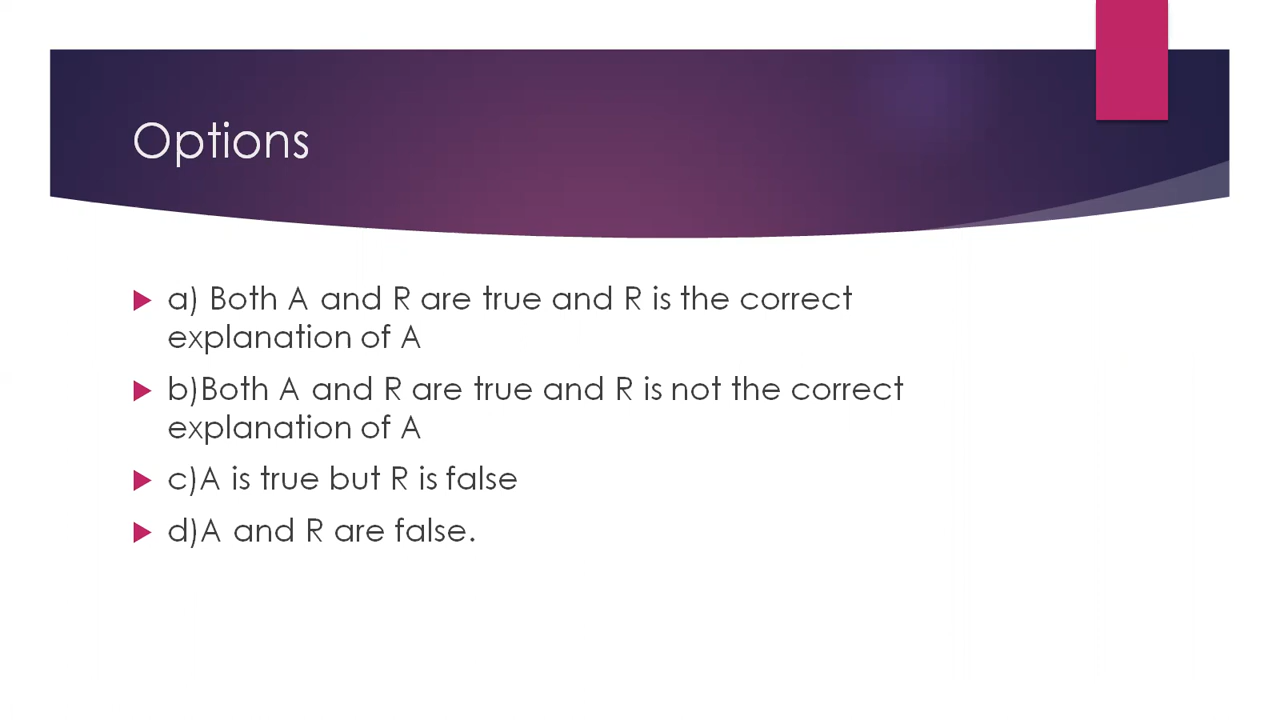 Options
a) Both A and R are true and R is the correct
explanation of A
b)Both A and R are true and R is not the correct
explanation of A
c)A is true but R is false
d)A and R are false.